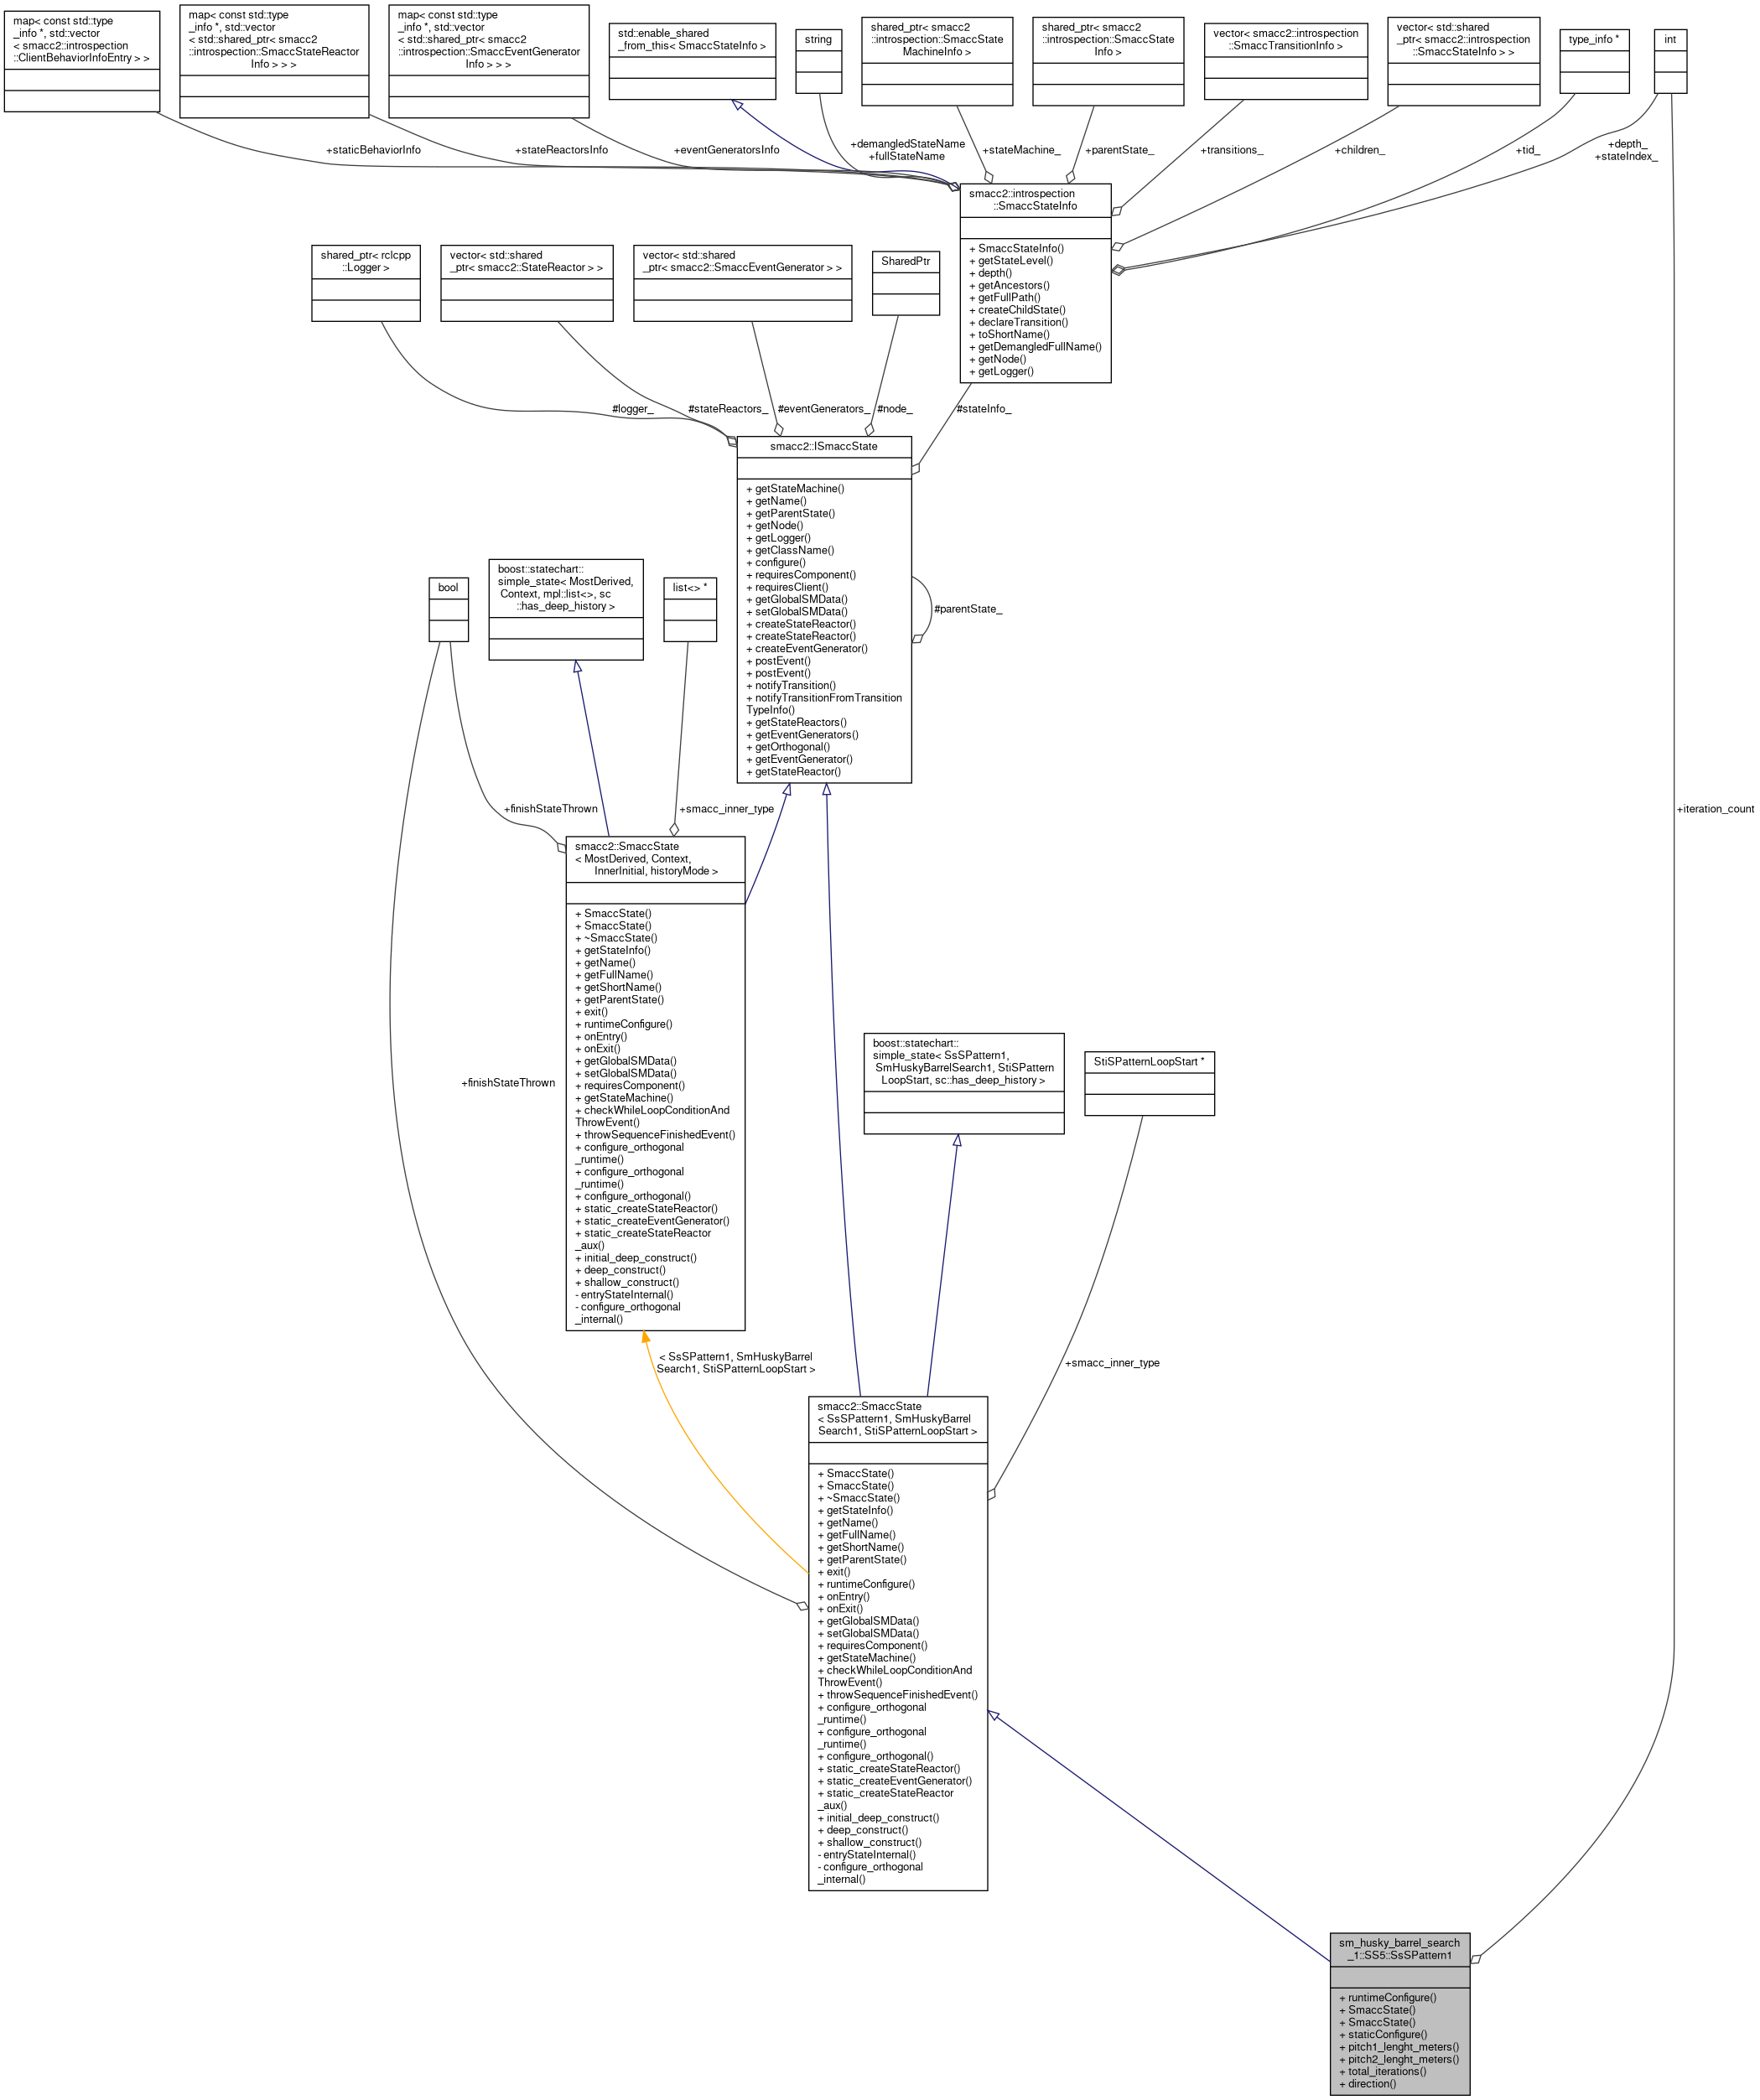 map< const std::type
_info *, std::vector
< smacc2::introspection
::ClientBehaviorInfoEntry > >
map< const std::type
_info *, std::vector
< std::shared_ptr< smacc2
::introspection::SmaccStateReactor
Info > > >
map< const std::type
_info *, std::vector
< std::shared_ptr< smacc2
::introspection::SmaccEventGenerator
Info > > >
std::enable_shared
_from_this< SmaccStateInfo >
string
shared_ptr< smacc2
::introspection::SmaccState
MachineInfo >
shared_ptr< smacc2
::introspection::SmaccState
Info >
vector< smacc2::introspection
::SmaccTransitionInfo >
vector< std::shared
_ptr< smacc2::introspection
::SmaccStateInfo > >
type_info *
int
+staticBehaviorInfo
+stateReactorsInfo
+eventGeneratorsInfo
+demangledStateName
+fullStateName
+stateMachine_
+parentState_
+transitions_
+children_
+tid_
+depth_
+stateIndex_
smacc2::introspection
::SmaccStateInfo
+ SmaccStateInfo()
+ getStateLevel()
+ depth()
+ getAncestors()
+ getFullPath()
+ createChildState()
+ declareTransition()
+ toShortName()
+ getDemangledFullName()
+ getNode()
+ getLogger()
shared_ptr< rclcpp
::Logger >
vector< std::shared
_ptr< smacc2::StateReactor > >
vector< std::shared
_ptr< smacc2::SmaccEventGenerator > >
SharedPtr
#logger_
#stateReactors_
#eventGenerators_
#node_
#stateInfo_
smacc2::ISmaccState
+ getStateMachine()
+ getName()
+ getParentState()
+ getNode()
+ getLogger()
+ getClassName()
+ configure()
+ requiresComponent()
+ requiresClient()
+ getGlobalSMData()
+ setGlobalSMData()
+ createStateReactor()
+ createStateReactor()
+ createEventGenerator()
+ postEvent()
+ postEvent()
+ notifyTransition()
+ notifyTransitionFromTransition
TypeInfo()
+ getStateReactors()
+ getEventGenerators()
+ getOrthogonal()
+ getEventGenerator()
+ getStateReactor()
#parentState_
bool
boost::statechart::
simple_state< MostDerived,
Context, mpl::list<>, sc
::has_deep_history >
list<> *
+finishStateThrown
+smacc_inner_type
+iteration_count
smacc2::SmaccState
< MostDerived, Context,
InnerInitial, historyMode >
+ SmaccState()
+ SmaccState()
+ ~SmaccState()
+ getStateInfo()
+ getName()
+ getFullName()
+ getShortName()
+ getParentState()
+ exit()
+ runtimeConfigure()
+ onEntry()
+ onExit()
+ getGlobalSMData()
+ setGlobalSMData()
+ requiresComponent()
+ getStateMachine()
+ checkWhileLoopConditionAnd
ThrowEvent()
+ throwSequenceFinishedEvent()
+ configure_orthogonal
_runtime()
+ configure_orthogonal
_runtime()
+ configure_orthogonal()
+ static_createStateReactor()
+ static_createEventGenerator()
+ static_createStateReactor
_aux()
+ initial_deep_construct()
+ deep_construct()
+ shallow_construct()
- entryStateInternal()
- configure_orthogonal
_internal()
+finishStateThrown
boost::statechart::
simple_state< SsSPattern1,
SmHuskyBarrelSearch1, StiSPattern
LoopStart, sc::has_deep_history >
StiSPatternLoopStart *
< SsSPattern1, SmHuskyBarrel
Search1, StiSPatternLoopStart >
+smacc_inner_type
smacc2::SmaccState
< SsSPattern1, SmHuskyBarrel
Search1, StiSPatternLoopStart >
+ SmaccState()
+ SmaccState()
+ ~SmaccState()
+ getStateInfo()
+ getName()
+ getFullName()
+ getShortName()
+ getParentState()
+ exit()
+ runtimeConfigure()
+ onEntry()
+ onExit()
+ getGlobalSMData()
+ setGlobalSMData()
+ requiresComponent()
+ getStateMachine()
+ checkWhileLoopConditionAnd
ThrowEvent()
+ throwSequenceFinishedEvent()
+ configure_orthogonal
_runtime()
+ configure_orthogonal
_runtime()
+ configure_orthogonal()
+ static_createStateReactor()
+ static_createEventGenerator()
+ static_createStateReactor
_aux()
+ initial_deep_construct()
+ deep_construct()
+ shallow_construct()
- entryStateInternal()
- configure_orthogonal
_internal()
sm_husky_barrel_search
_1::SS5::SsSPattern1
+ runtimeConfigure()
+ SmaccState()
+ SmaccState()
+ staticConfigure()
+ pitch1_lenght_meters()
+ pitch2_lenght_meters()
+ total_iterations()
+ direction()